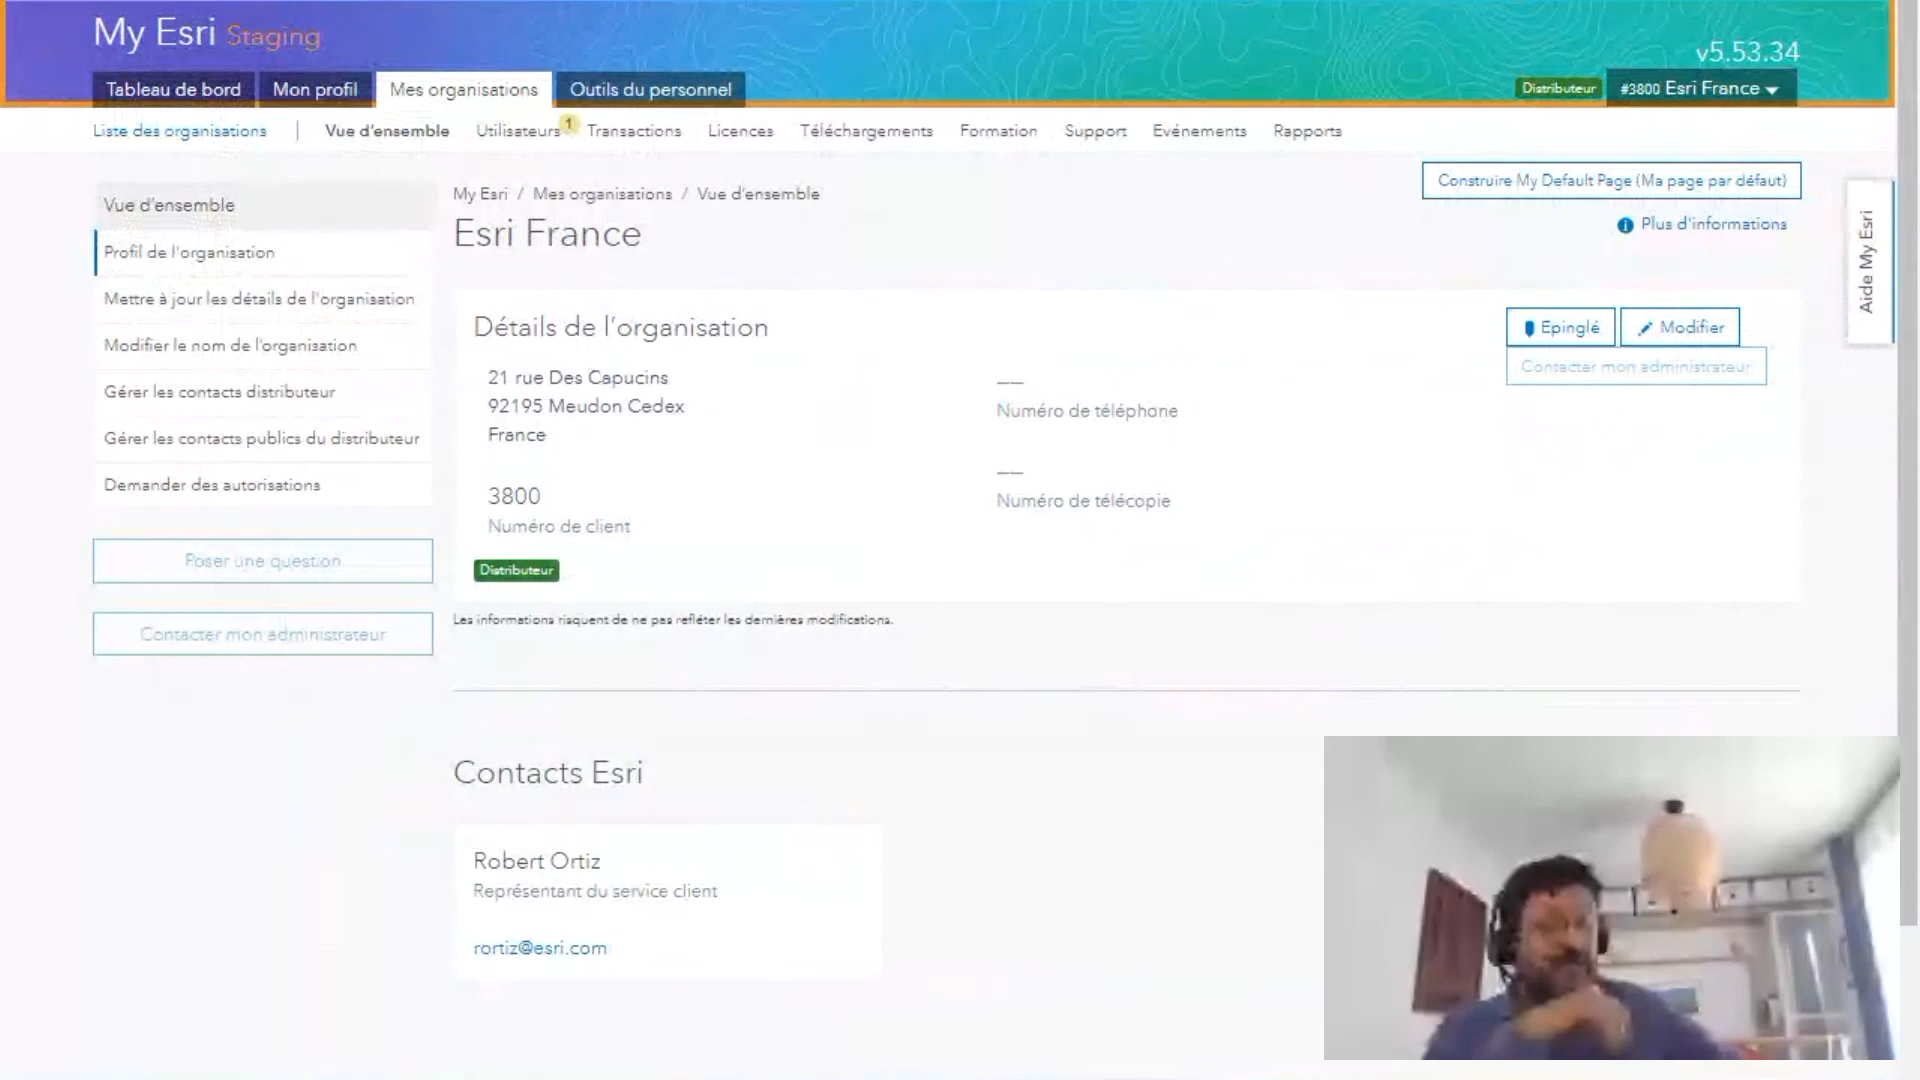 My Esri Staging
v5.53.34
Tableau de bord
Mon profil
Mes organisations
Outils du personnel
Distributeur
#3800 Esri France
Liste des organisations
Vue d'ensemble
Utilisateurs 1
Transactions
Licences
Téléchargements
Formation
Support
Evénements
Rapports
Vue d'ensemble
Profil de l'organisation
Mettre à jour les détails de l'organisation
Modifier le nom de l'organisation
Gérer les contacts distributeur
Gérer les contacts publics du distributeur
Demander des autorisations
Poser une question
Contacter mon administrateur
My Esri / Mes organisations / Vue d'ensemble
Esri France
Construire My Default Page (Ma page par défaut)
Plus d'informations
Aide My Esri
Détails de l'organisation
Epinglé
Modifier
Contacter mon administrateur
21 rue Des Capucins
92195 Meudon Cedex
France
3800
Numéro de client
Distributeur
__
Numéro de téléphone
__
Numéro de télécopie
Les informations risquent de ne pas refléter les dernières modifications.
Contacts Esri
Robert Ortiz
Représentant du service client
rortiz@esri.com